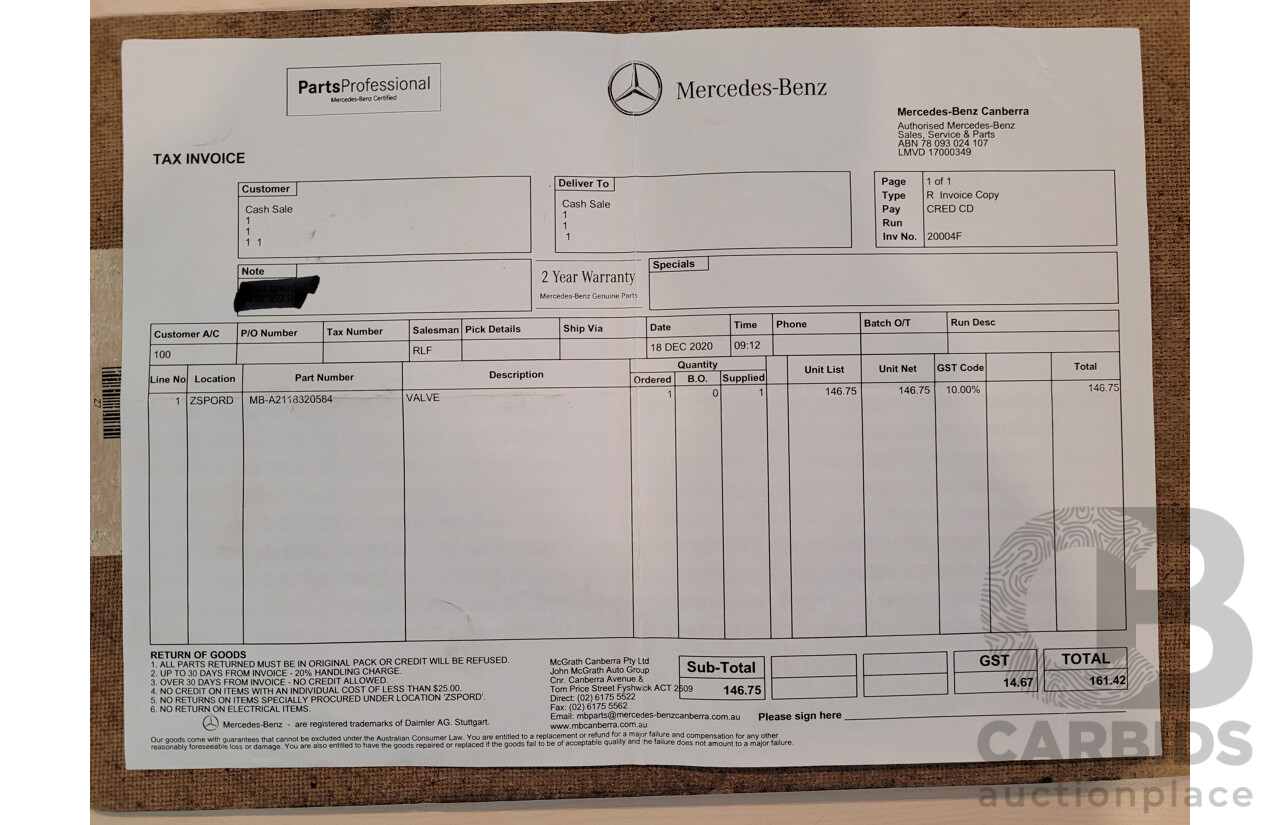 PartsProfessional
Mercedes-Benz Certified
Mercedes-Benz
Mercedes-Benz Canberra
Authorised Mercedes-Benz
Sales, Service & Parts
ABN 78 093 024 107
LMVD 17000349
TAX INVOICE
Customer
Cash Sale
1
1
1 1
Deliver To
Cash Sale
1
1
1
Page 1 of 1
Type R Invoice Copy
Pay CRED CD
Run
Inv No. 20004F
Note
2 Year Warranty
Mercedes-Benz Genuine Parts
Specials
Customer A/C P/O Number Tax Number Salesman Pick Details Ship Via Date Time Phone Batch O/T Run Desc
100 RLF 18 DEC 2020 09:12
Line No Location Part Number Description Quantity Unit List Unit Net GST Code Total
Ordered B.O. Supplied
1 ZSPORD MB-A2118320584 VALVE 1 0 1 146.75 146.75 10.00% 146.75
RETURN OF GOODS
1. ALL PARTS RETURNED MUST BE IN ORIGINAL PACK OR CREDIT WILL BE REFUSED.
2. UP TO 30 DAYS FROM INVOICE - 20% HANDLING CHARGE.
3. OVER 30 DAYS FROM INVOICE - NO CREDIT ALLOWED.
4. NO CREDIT ON ITEMS WITH AN INDIVIDUAL COST OF LESS THAN $25.00.
5. NO RETURNS ON ITEMS SPECIALLY PROCURED UNDER LOCATION 'ZSPORD'.
6. NO RETURN ON ELECTRICAL ITEMS.
Mercedes-Benz - are registered trademarks of Daimler AG. Stuttgart.
McGrath Canberra Pty Ltd
John McGrath Auto Group
Cnr. Canberra Avenue &
Tom Price Street Fyshwick ACT 2609
Direct: (02) 6175 5522
Fax: (02) 6175 5562
Email: mbparts@mercedes-benzcanberra.com.au
www.mbcanberra.com.au
Sub-Total
146.75
GST
14.67
TOTAL
161.42
Please sign here
Our goods come with guarantees that cannot be excluded under the Australian Consumer Law. You are entitled to a replacement or refund for a major failure and compensation for any other
reasonably foreseeable loss or damage. You are also entitled to have the goods repaired or replaced if the goods fail to be of acceptable quality and the failure does not amount to a major failure.
27
CB
CARBIDS
auctionplace